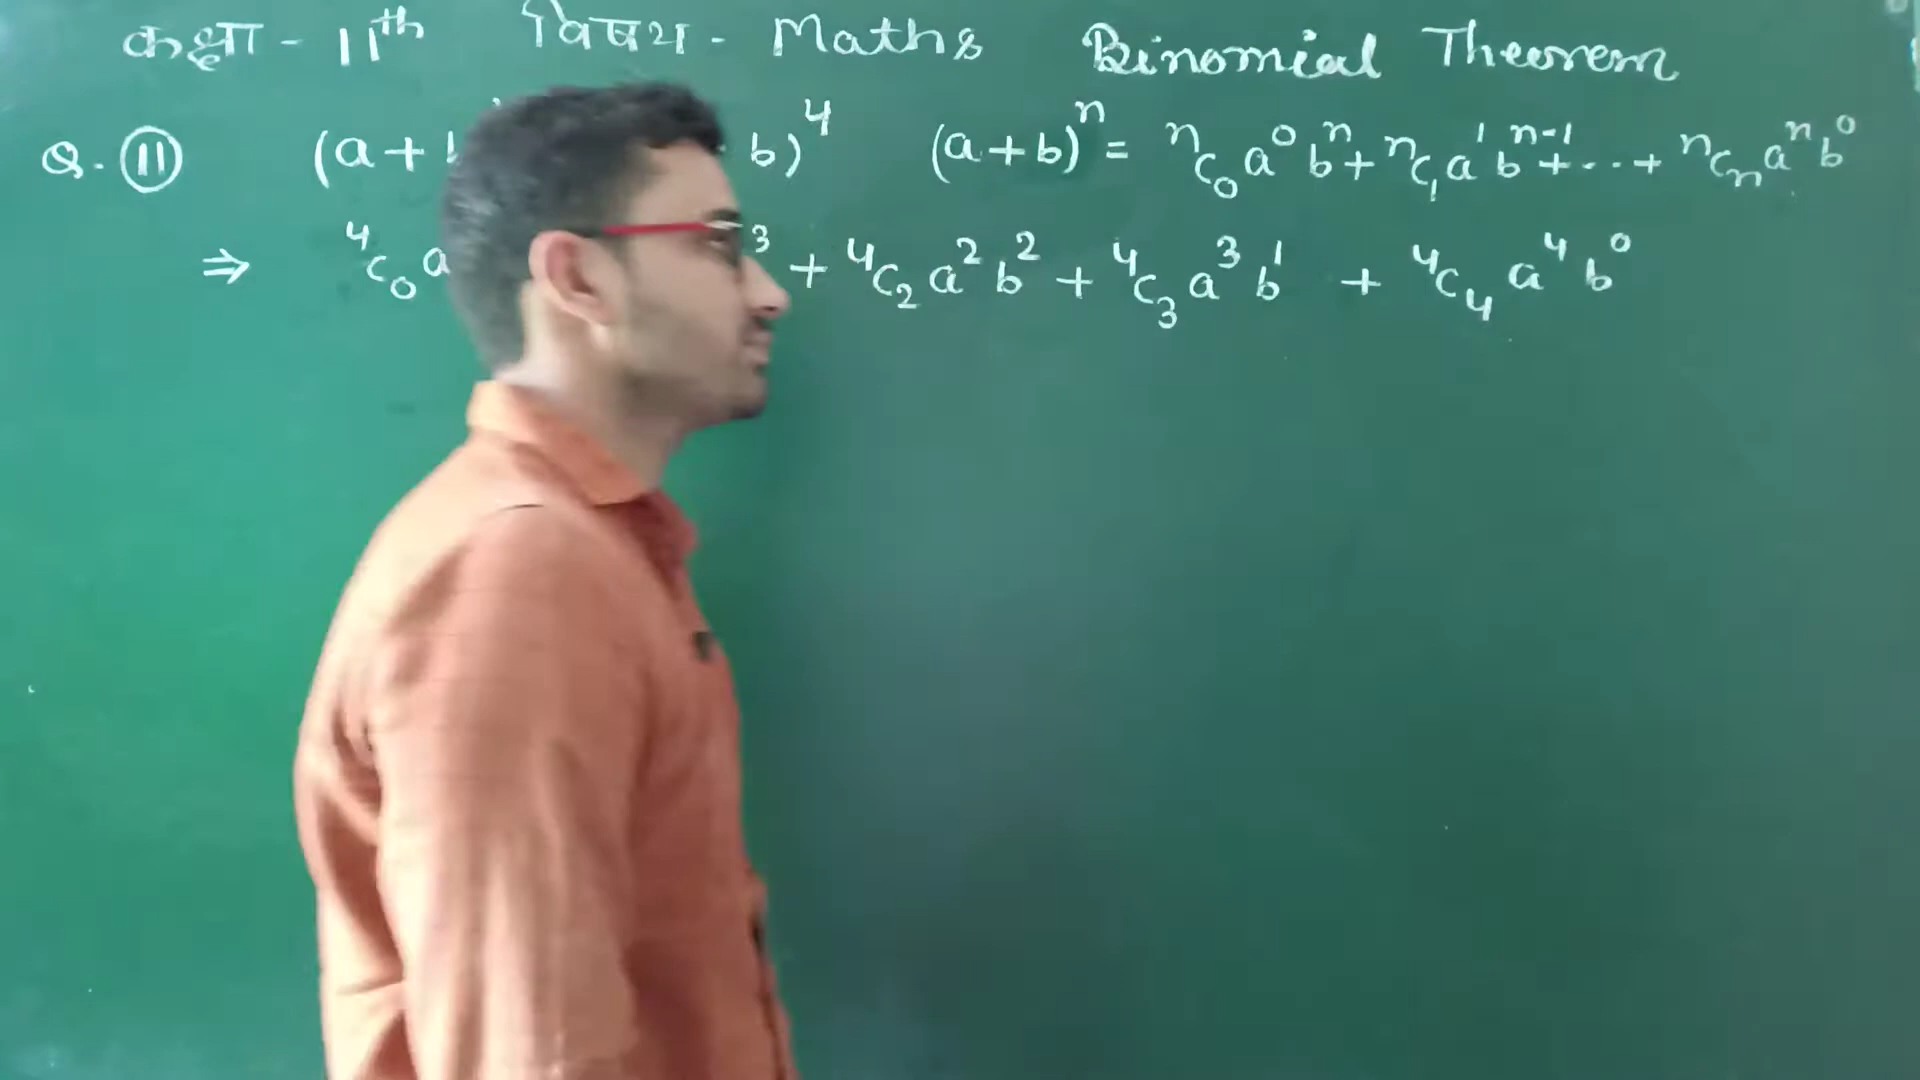 कक्षा - 11th विषय - Maths Binomial Theorem
Q. - (11) (a + b b)⁴ (a + b)ⁿ = ⁿC₀ a⁰ bⁿ + ⁿC₁ a¹ bⁿ⁻¹ + ... + ⁿCₙ aⁿ b⁰
⇒ ⁴C₀ a ³ + ⁴C₂ a² b² + ⁴C₃ a³ b¹ + ⁴C₄ a⁴ b⁰